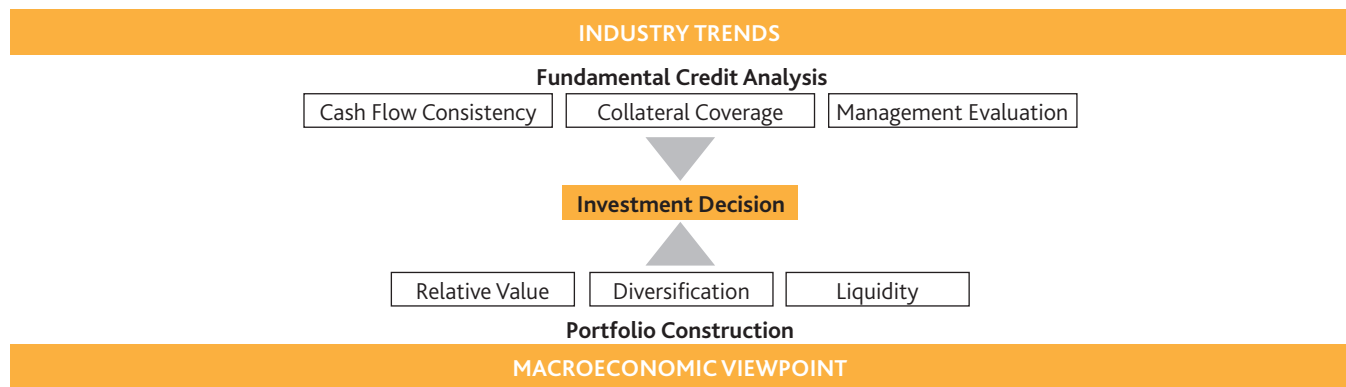 INDUSTRY TRENDS
Fundamental Credit Analysis
Cash Flow Consistency Collateral Coverage Management Evaluation
Investment Decision
Relative Value Diversification Liquidity
Portfolio Construction
MACROECONOMIC VIEWPOINT